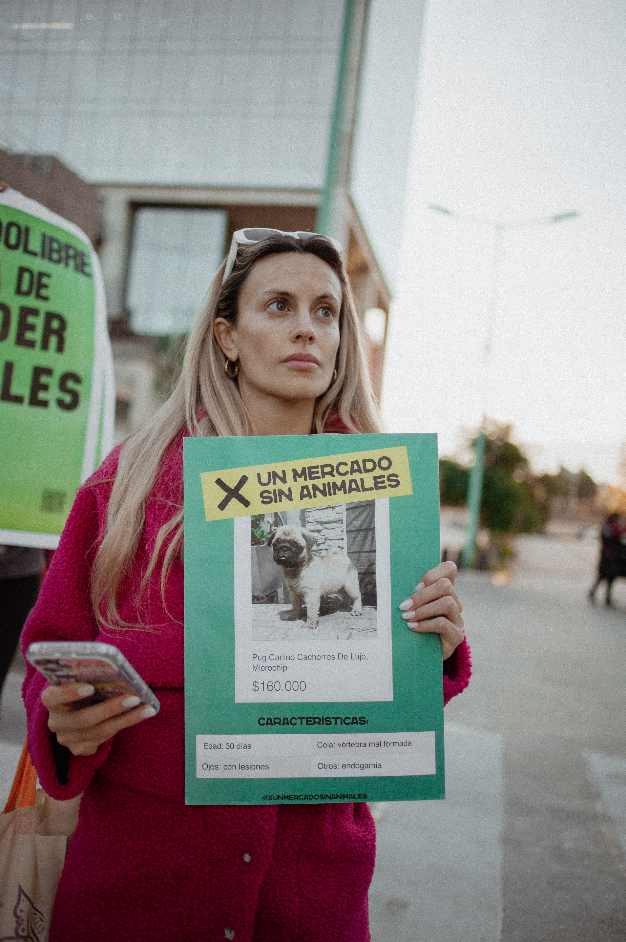 OLIBRE
DE
DER
LES
X UN MERCADO
SIN ANIMALES
Pug Carlino Cachorros De Lujo,
Microchip
$160.000
CARACTERISTICAS:
Edad: 30 dias
Cola: vértebra mal formada
Ojos: con lesiones
Otros: endogamia
@XUNMERCADOSINANIMALES